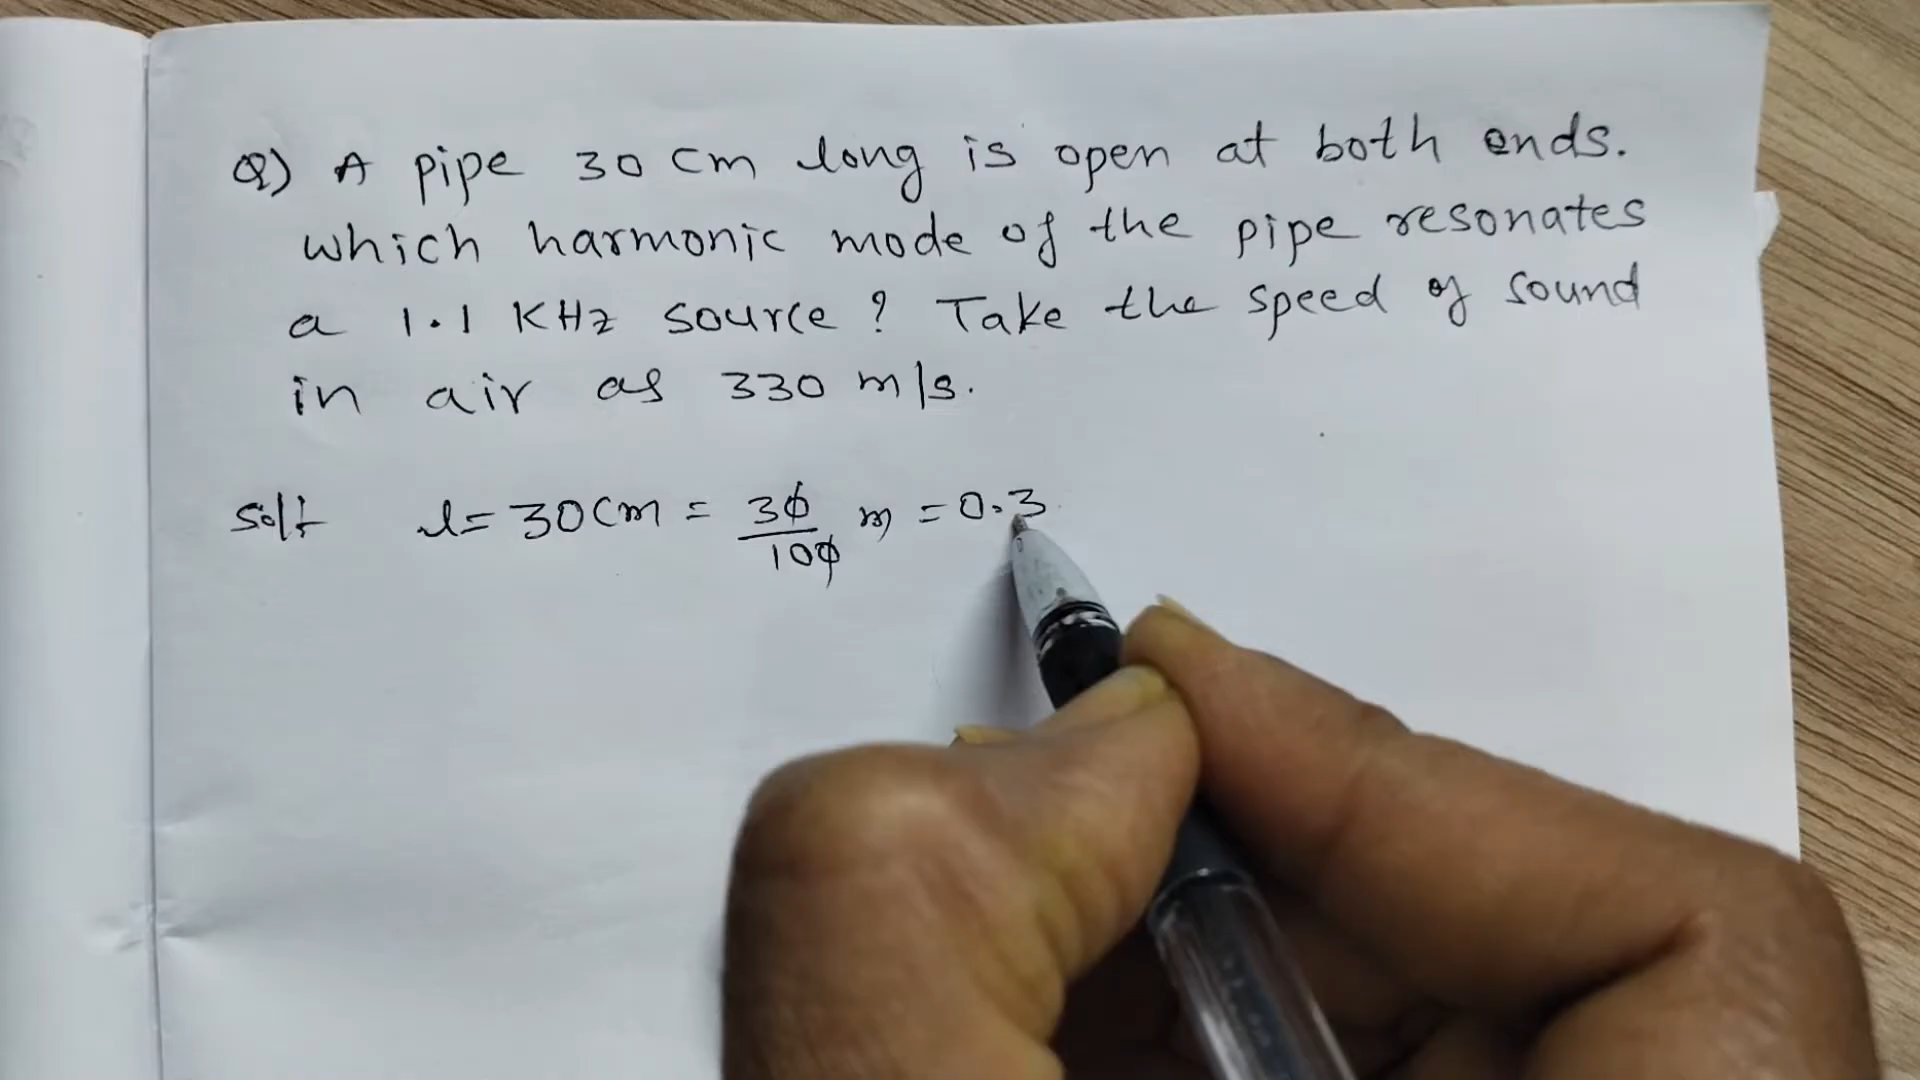 Q) A pipe 30 cm long is open at both ends.
which harmonic mode of the pipe resonates
a 1.1 KHz source? Take the speed of sound
in air as 330 m/s.
Sol: l = 30 cm = 30/100 m = 0.3